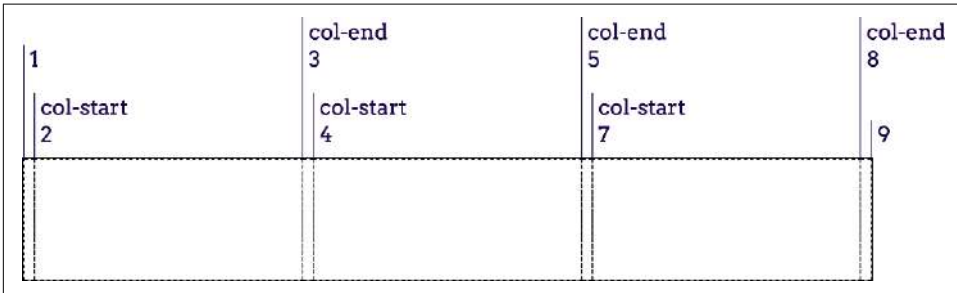 col-end col-end col-end
1 3 5 8
col-start col-start col-start
2 4 7 9